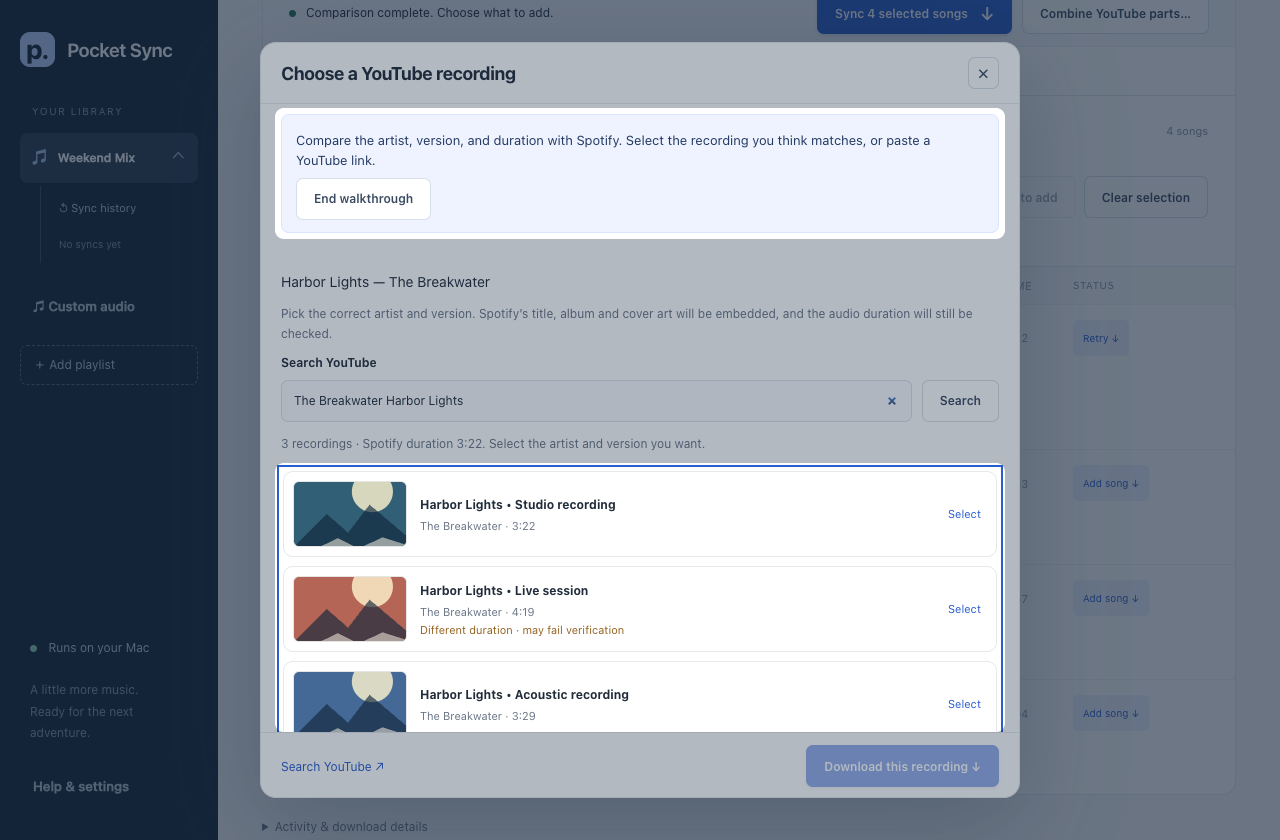 p.
Pocket Sync
YOUR LIBRARY
Weekend Mix
Sync history
No syncs yet
Custom audio
+ Add playlist
Runs on your Mac
A little more music.
Ready for the next
adventure.
Help & settings
Comparison complete. Choose what to add.
Sync 4 selected songs ↓
Combine YouTube parts...
4 songs
to add
Clear selection
STATUS
2
Retry ↓
3
Add song ↓
7
Add song ↓
4
Add song ↓
Choose a YouTube recording
×
Compare the artist, version, and duration with Spotify. Select the recording you think matches, or paste a
YouTube link.
End walkthrough
Harbor Lights — The Breakwater
Pick the correct artist and version. Spotify's title, album and cover art will be embedded, and the audio duration will still be
checked.
Search YouTube
The Breakwater Harbor Lights
×
Search
3 recordings · Spotify duration 3:22. Select the artist and version you want.
Harbor Lights • Studio recording
The Breakwater · 3:22
Select
Harbor Lights • Live session
The Breakwater · 4:19
Different duration · may fail verification
Select
Harbor Lights • Acoustic recording
The Breakwater · 3:29
Select
Search YouTube ↗
Download this recording ↓
Activity & download details